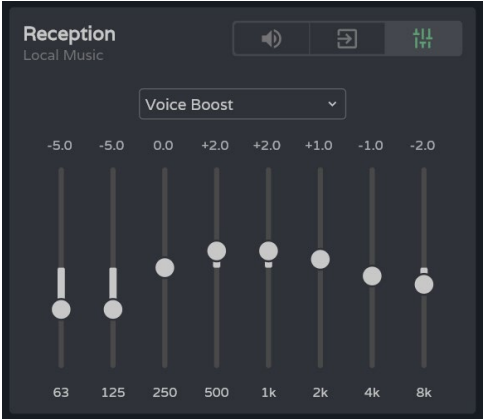 Reception
Local Music
Voice Boost
-5.0 -5.0 0.0 +2.0 +2.0 +1.0 -1.0 -2.0
63 125 250 500 1k 2k 4k 8k